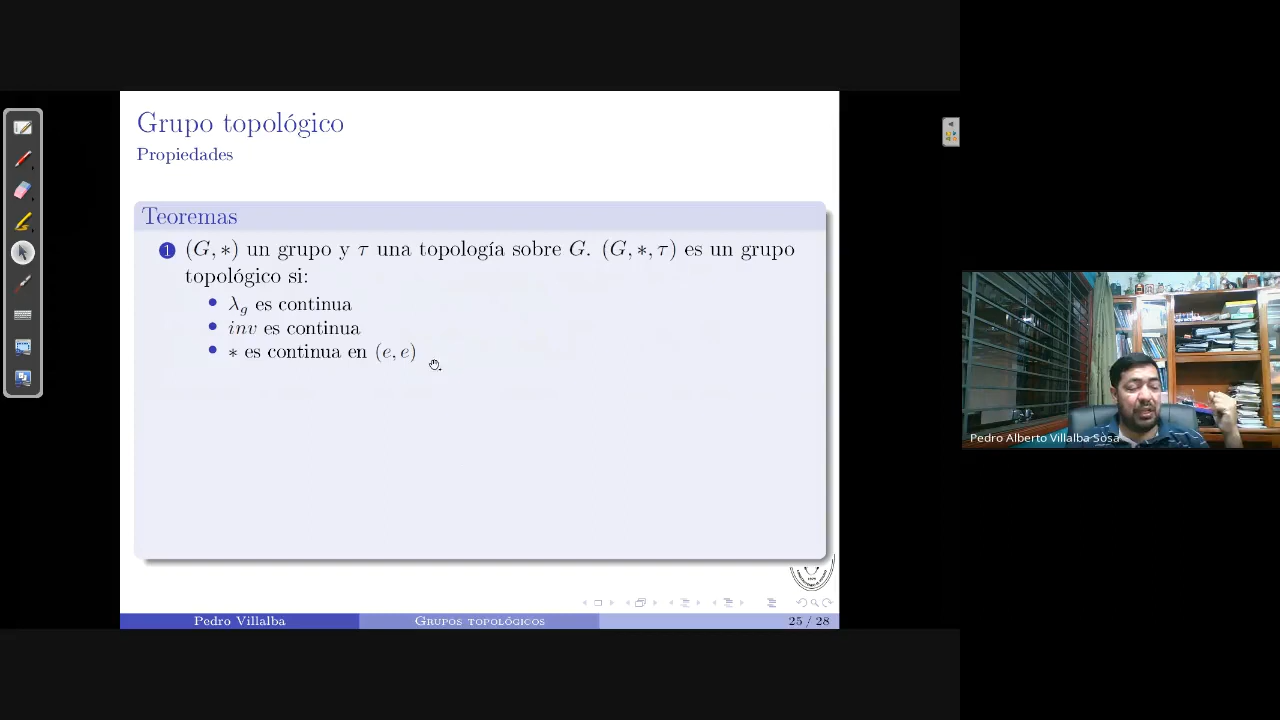 Grupo topológico
Propiedades
Teoremas
1 (G, ∗) un grupo y τ una topología sobre G. (G, ∗, τ) es un grupo
topológico si:
• λg es continua
• inv es continua
• ∗ es continua en (e, e)
Pedro Alberto Villalba Sosa
Pedro Villalba
Grupos topológicos
25 / 28